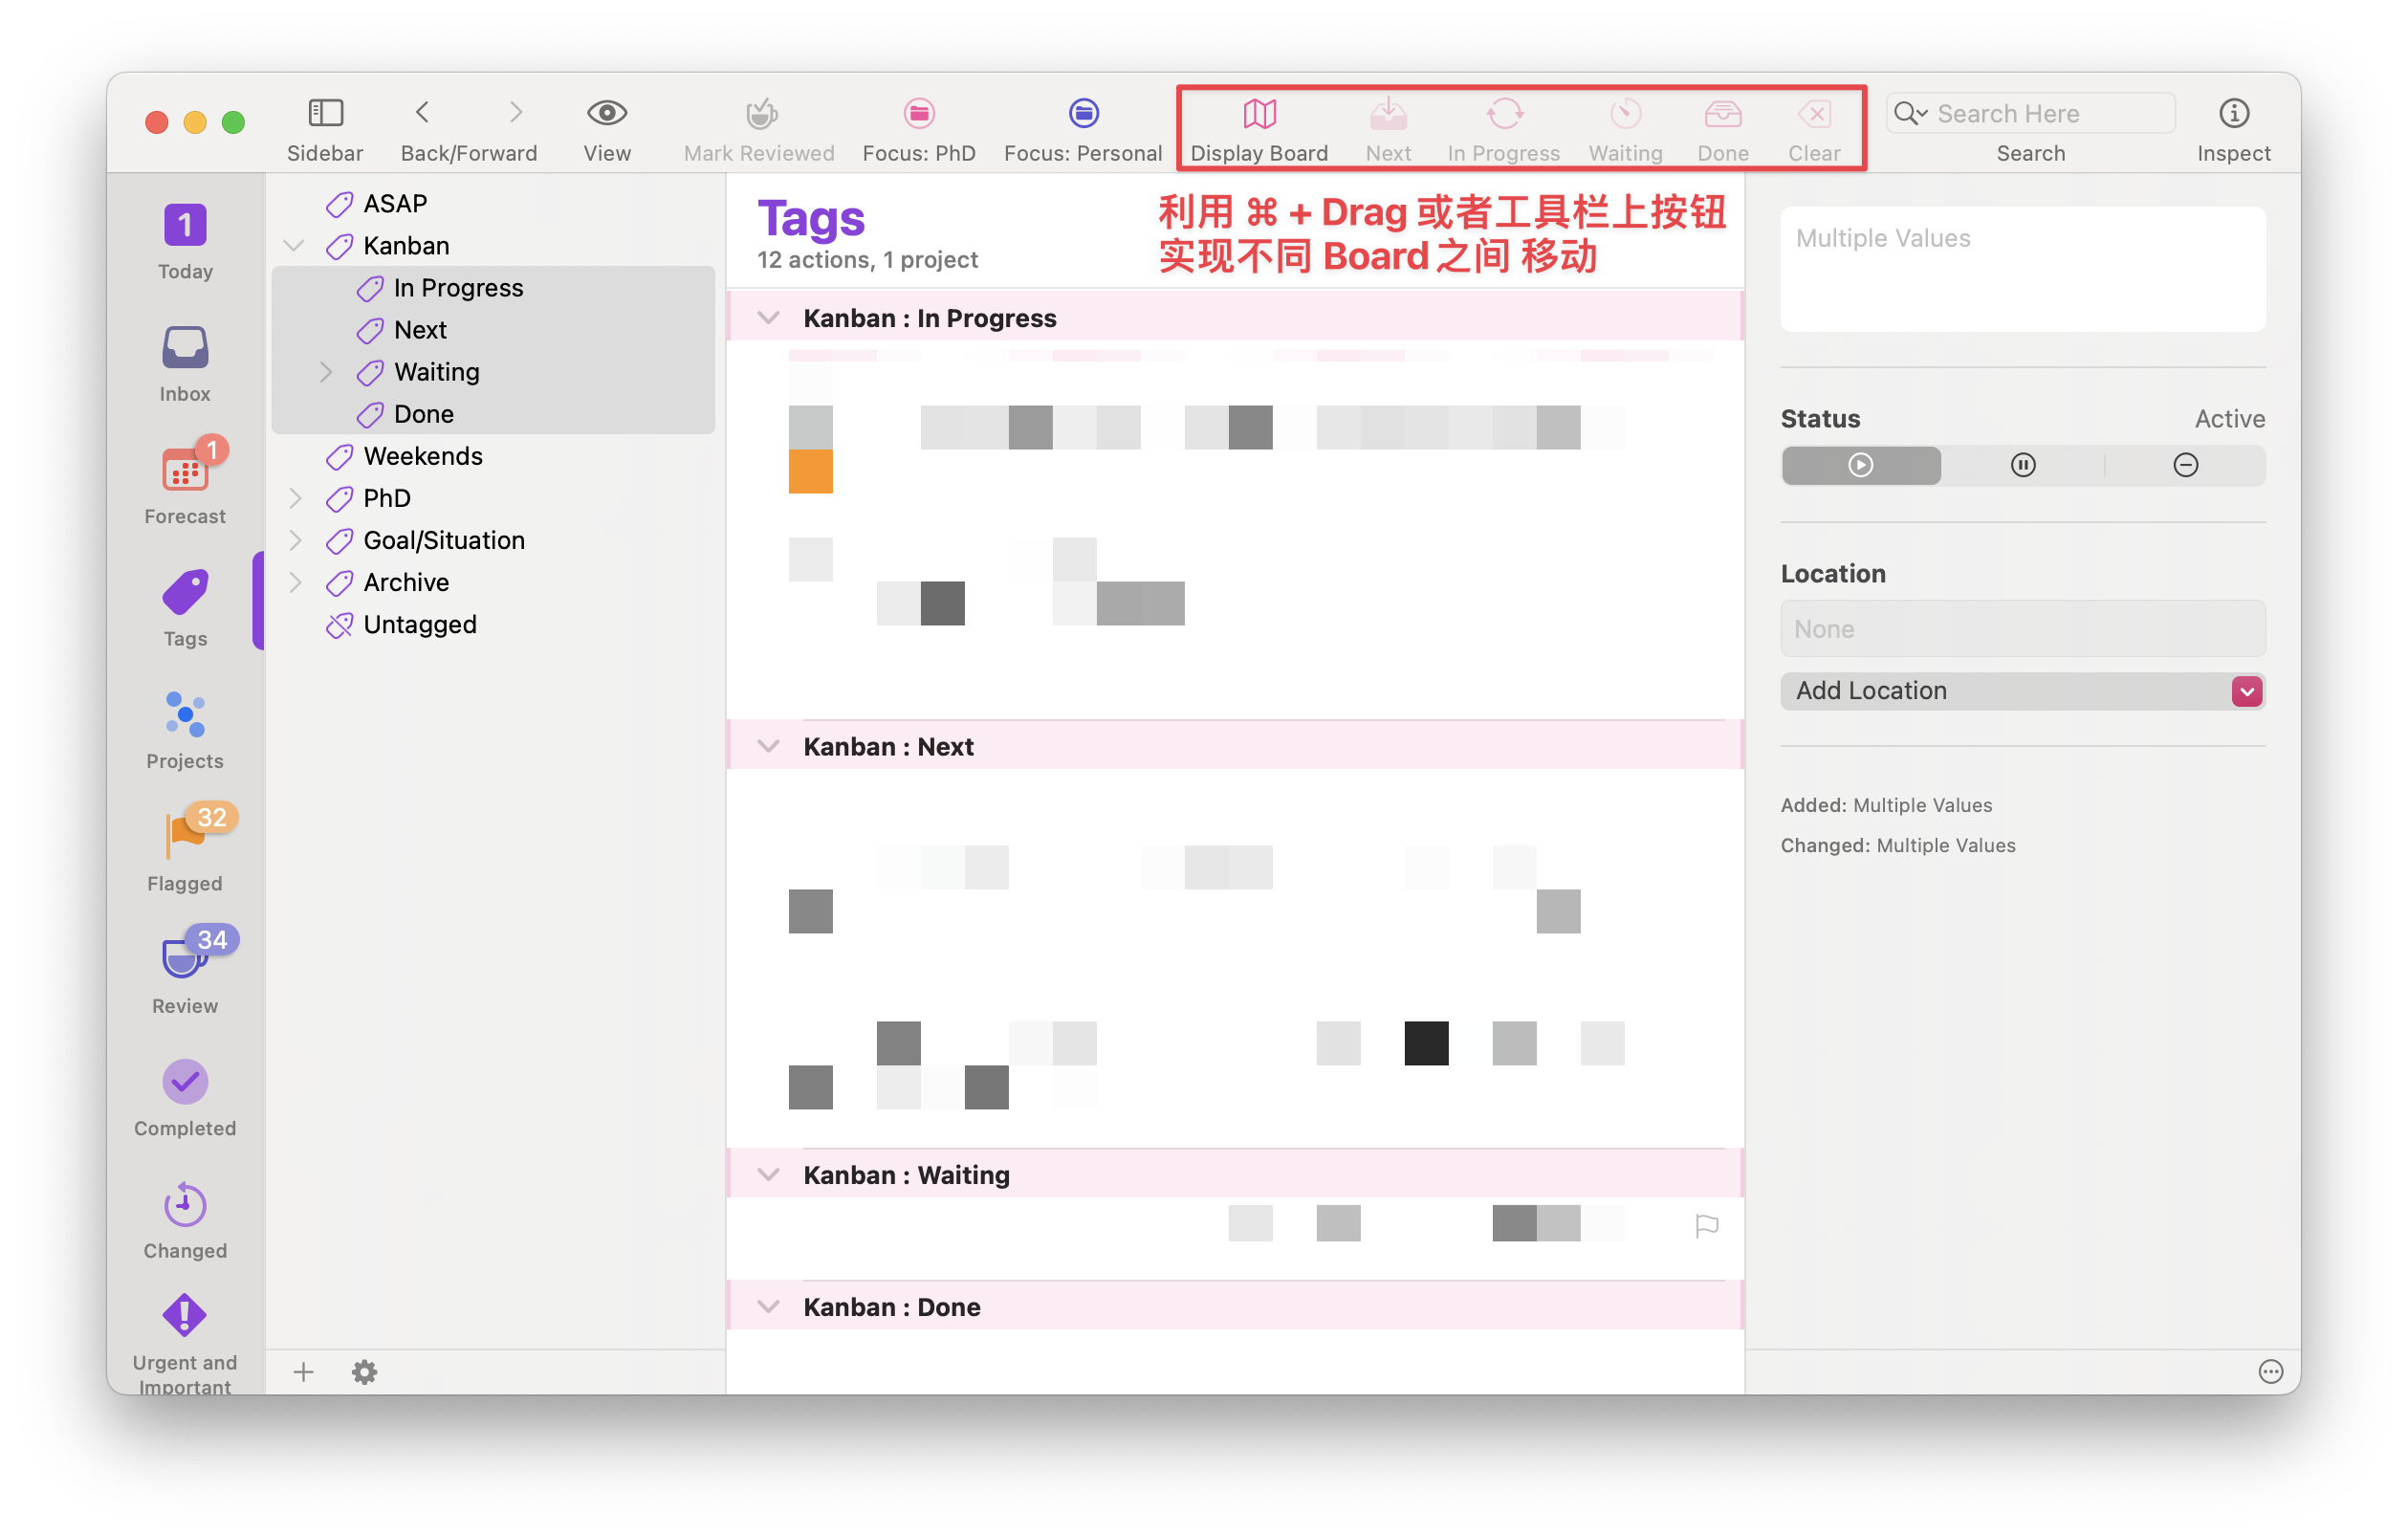 Sidebar
Back/Forward
View
Mark Reviewed
Focus: PhD
Focus: Personal
Display Board
Next
In Progress
Waiting
Done
Clear
Search Here
Search
Inspect
1
Today
Inbox
1
Forecast
Tags
Projects
32
Flagged
34
Review
Completed
Changed
Urgent and
Important
ASAP
Kanban
In Progress
Next
Waiting
Done
Weekends
PhD
Goal/Situation
Archive
Untagged
Tags
12 actions, 1 project
利用 ⌘ + Drag 或者工具栏上按钮
实现不同 Board 之间 移动
Kanban : In Progress
Kanban : Next
Kanban : Waiting
Kanban : Done
Multiple Values
Status Active
Location
None
Add Location
Added: Multiple Values
Changed: Multiple Values